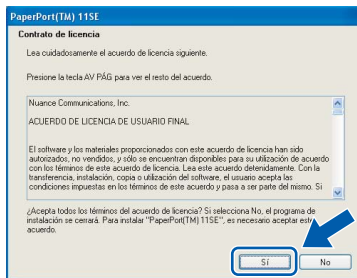 PaperPort(TM) 11SE
Contrato de licencia
Lea cuidadosamente el acuerdo de licencia siguiente.
Presione la tecla AV PÁG para ver el resto del acuerdo.
Nuance Communications, Inc.
ACUERDO DE LICENCIA DE USUARIO FINAL
El software y los materiales proporcionados con este acuerdo de licencia han sido
autorizados, no vendidos, y sólo se encuentran disponibles para su utilización de acuerdo
con los términos de este acuerdo de licencia. Lea este acuerdo detenidamente. Con la
transferencia, instalación, copia o utilización del software, el usuario acepta las
condiciones impuestas en los términos de este acuerdo y pasa a ser parte del mismo. Si
¿Acepta todos los términos del acuerdo de licencia? Si selecciona No, el programa de
instalación se cerrará. Para instalar "PaperPort(TM) 11SE", es necesario aceptar este
acuerdo.
Sí
No